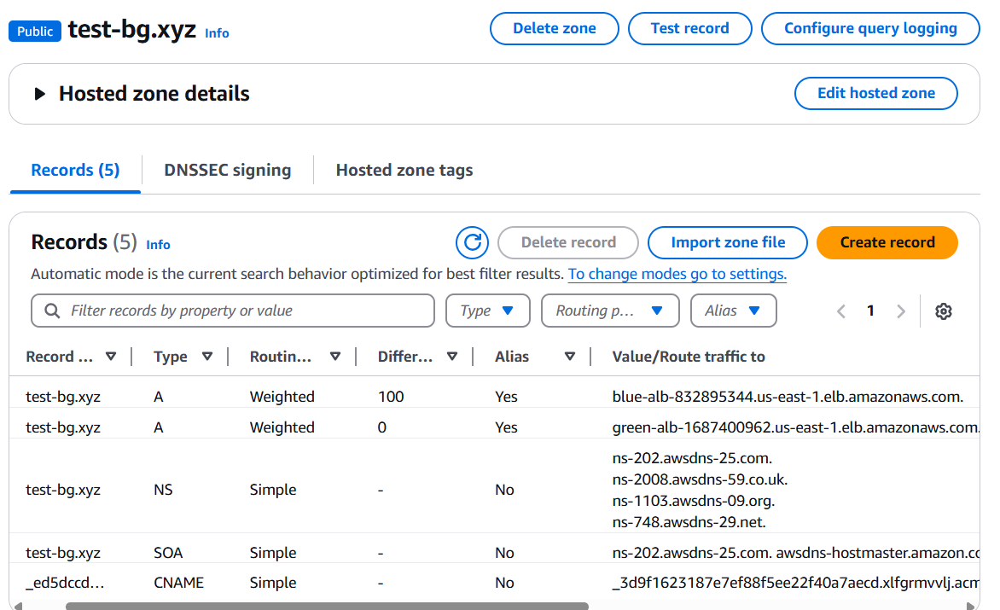 Public test-bg.xyz Info Delete zone Test record Configure query logging
Hosted zone details Edit hosted zone
Records (5) DNSSEC signing Hosted zone tags
Records (5) Info Delete record Import zone file Create record
Automatic mode is the current search behavior optimized for best filter results. To change modes go to settings.
Filter records by property or value Type Routing p... Alias 1
Record ... Type Routin... Differ... Alias Value/Route traffic to
test-bg.xyz A Weighted 100 Yes blue-alb-832895344.us-east-1.elb.amazonaws.com.
test-bg.xyz A Weighted 0 Yes green-alb-1687400962.us-east-1.elb.amazonaws.com.
ns-202.awsdns-25.com.
ns-2008.awsdns-59.co.uk.
test-bg.xyz NS Simple - No
ns-1103.awsdns-09.org.
ns-748.awsdns-29.net.
test-bg.xyz SOA Simple - No ns-202.awsdns-25.com. awsdns-hostmaster.amazon.cc
_ed5dccd... CNAME Simple - No _3d9f1623187e7ef88f5ee22f40a7aecd.xlfgrmvvlj.acm